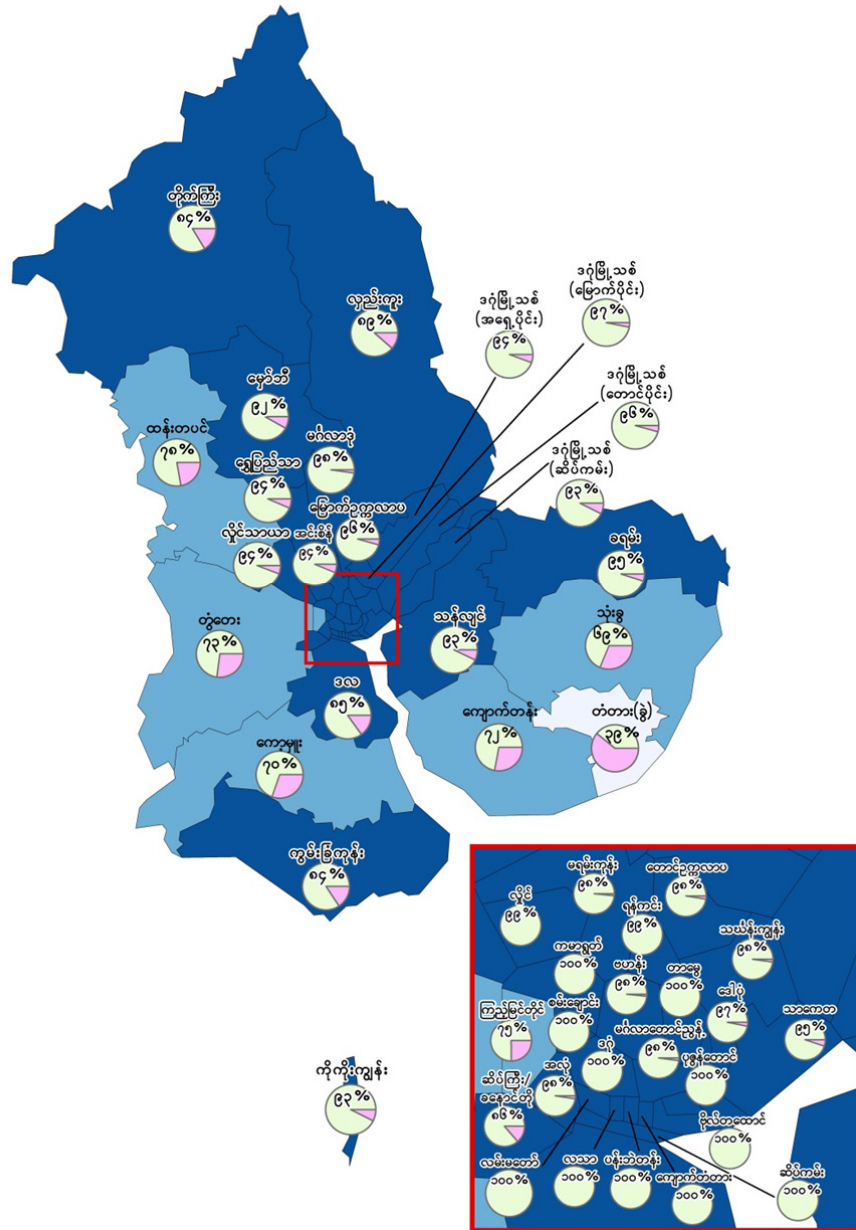 တိုက်ကြီး
၈၄%
လှည်းကူး
၈၉%
ဒဂုံမြို့သစ်
(အရှေ့ပိုင်း)
၉၄%
ဒဂုံမြို့သစ်
(မြောက်ပိုင်း)
၉၇%
ဒဂုံမြို့သစ်
(တောင်ပိုင်း)
၉၆%
ဒဂုံမြို့သစ်
(ဆိပ်ကမ်း)
၉၃%
မှော်ဘီ
၉၂%
ထန်းတပင်
၇၈%
မင်္ဂလာဒုံ
၉၈%
ရွှေပြည်သာ
၉၄%
မြောက်ဥက္ကလာပ
၉၆%
လှိုင်သာယာ
၉၄%
အင်းစိန်
၉၄%
ခရမ်း
၉၅%
သုံးခွ
၆၉%
သန်လျင်
၉၃%
တွံတေး
၇၃%
ဒလ
၈၅%
ကျောက်တန်း
၇၂%
တံတား(ခွဲ)
၃၉%
ကော့မှူး
၇၀%
ကွမ်းခြံကုန်း
၈၄%
ကိုကိုးကျွန်း
၉၃%
လှိုင်
၉၉%
မရမ်းကုန်း
၉၈%
တောင်ဥက္ကလာပ
၉၈%
ရန်ကင်း
၉၉%
သင်္ဃန်းကျွန်း
၉၈%
ကမာရွတ်
၁၀၀%
ဗဟန်း
၉၈%
တာမွေ
၁၀၀%
ဒေါပုံ
၉၇%
သာကေတ
၉၅%
ကြည့်မြင်တိုင်
၇၅%
စမ်းချောင်း
၁၀၀%
မင်္ဂလာတောင်ညွန့်
၉၈%
ဒဂုံ
၁၀၀%
ပုဇွန်တောင်
၁၀၀%
အလုံ
၉၈%
ဆိပ်ကြီး/
ခနောင်တို
၈၆%
ဗိုလ်တထောင်
၁၀၀%
လမ်းမတော်
၁၀၀%
လသာ
၁၀၀%
ပန်းဘဲတန်း
၁၀၀%
ကျောက်တံတား
၁၀၀%
ဆိပ်ကမ်း
၁၀၀%